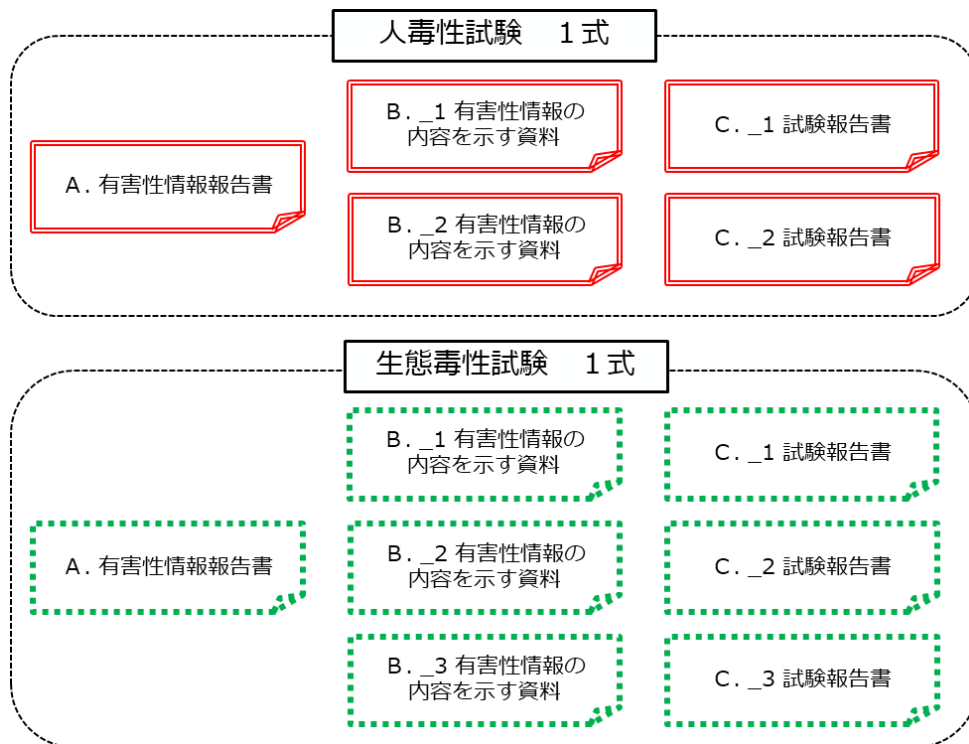 人毒性試験　1式
B._1 有害性情報の
内容を示す資料
C._1 試験報告書
A.有害性情報報告書
B._2 有害性情報の
内容を示す資料
C._2 試験報告書
生態毒性試験　1式
B._1 有害性情報の
内容を示す資料
C._1 試験報告書
A.有害性情報報告書
B._2 有害性情報の
内容を示す資料
C._2 試験報告書
B._3 有害性情報の
内容を示す資料
C._3 試験報告書